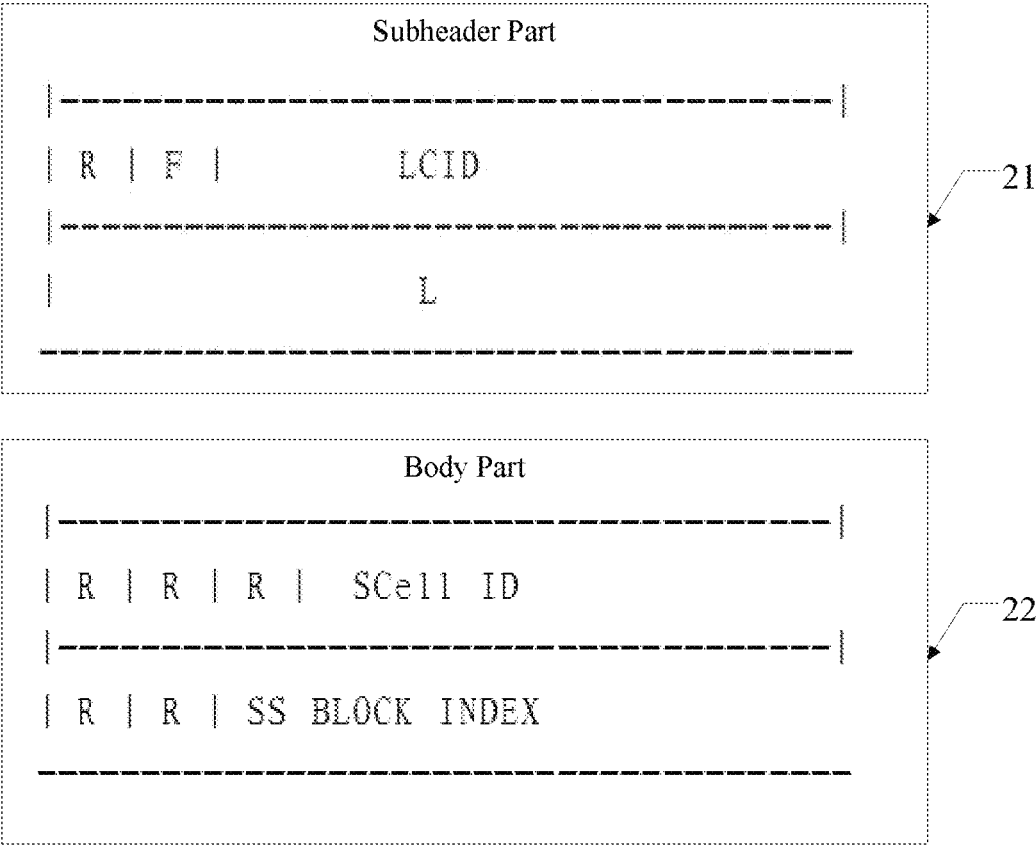 Subheader Part
|--------------------------------------|
| R | F | LCID
21
|--------------------------------------|
| L
---------------------------------------
Body Part
|--------------------------------------|
| R | R | R | SCell ID
22
|--------------------------------------|
| R | R | SS BLOCK INDEX
---------------------------------------